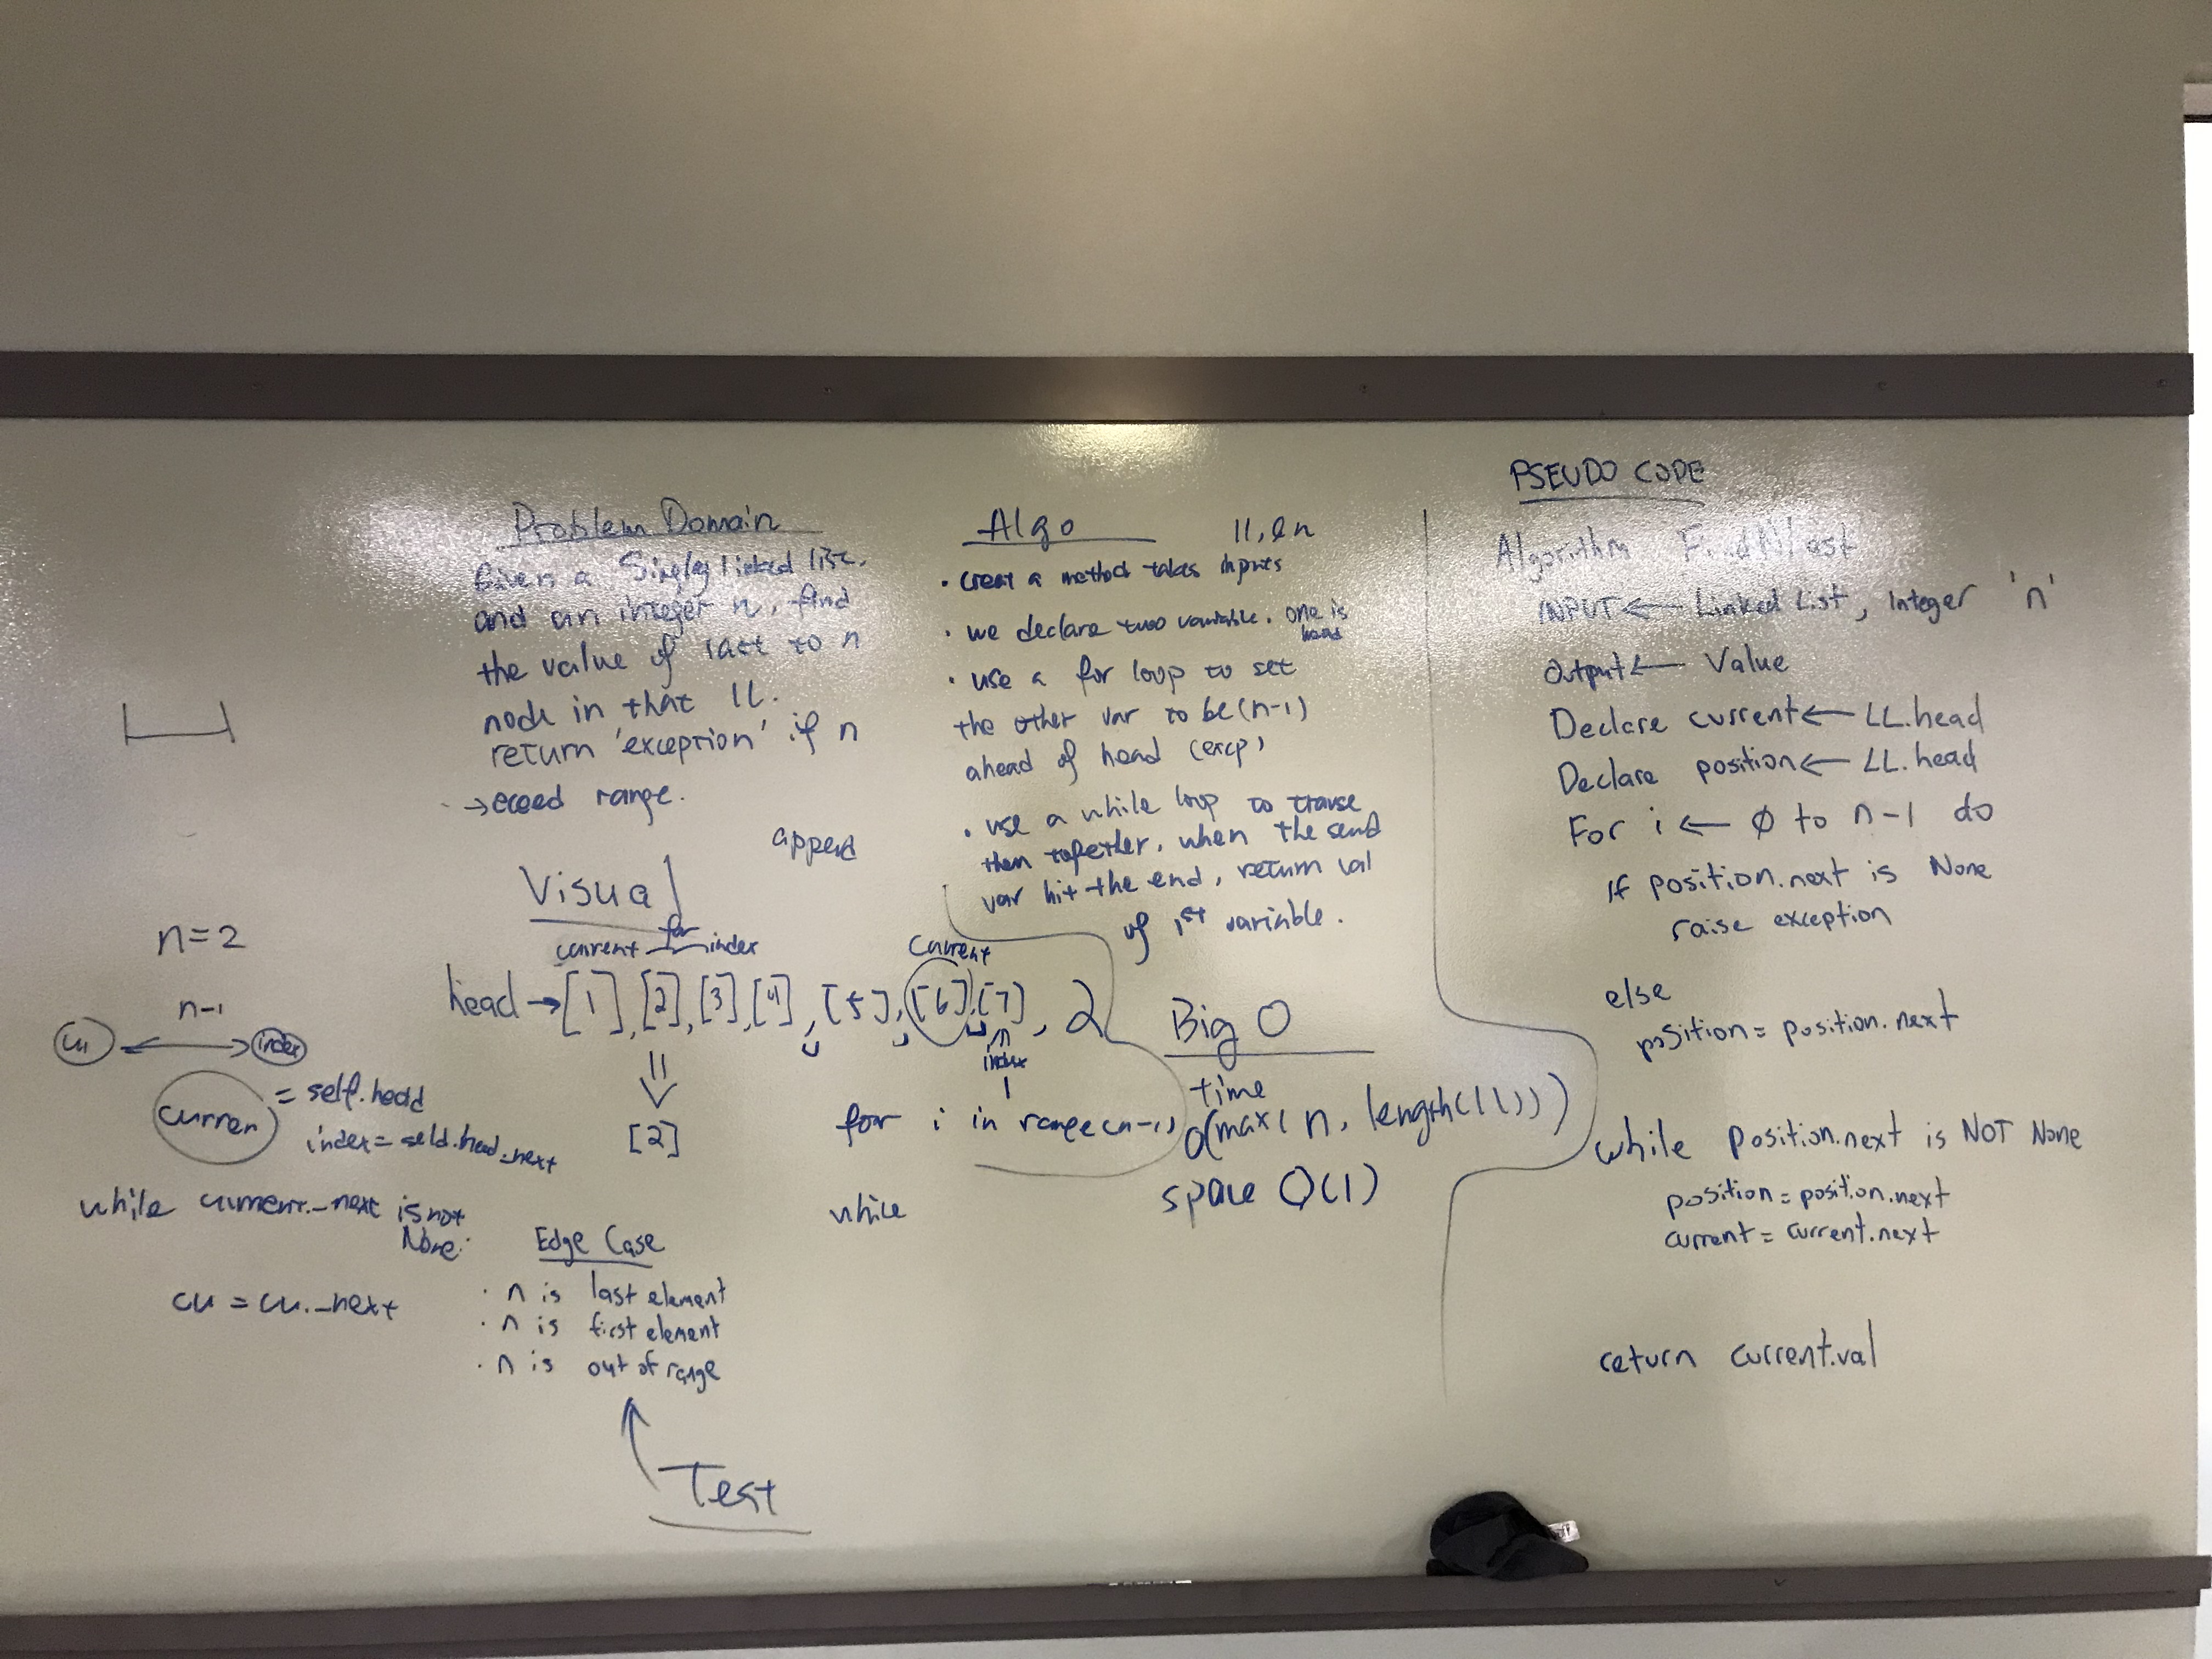 Problem Domain
Given a Singley linked list,
and an integer n, find
the value of last to n
node in that LL.
return 'exception' if n
→ eceed range.
append
Visual
for
current index
current
head → [1], [2], [3], [4], [5], [6], [7], 2
index
[2]
n=2
n-1
cu index
curren = self.head
index = seld.head._next
while current._next is not
None:
cu = cu._next
Edge Case
· n is last element
· n is first element
· n is out of range
Test
Algo
ll, & n
· creat a method takes inputs
· we declare two variable. one is
head
· use a for loop to set
the other var to be (n-1)
ahead of head (excp)
· use a while loop to
them together, when the
var hit the end, return val
of 1st variable.
for i in range(n-1)
while
Big O
time
O(max(n, length(ll)))
space O(1)
PSEUDO CODE
Algorithm
INPUT ← Linked List, Integer 'n'
Output ← Value
Declare current ← LL.head
Declare position ← LL.head
For i ← Ø to n-1 do
If position.next is None
raise exception
else
position = position.next
while position.next is NOT None
position = position.next
current = current.next
return current.val